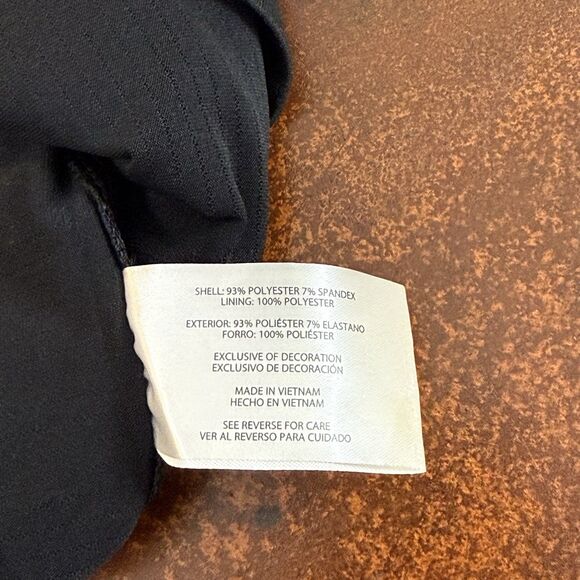 SHELL: 93% POLYESTER 7% SPANDEX
LINING: 100% POLYESTER
EXTERIOR: 93% POLIÉSTER 7% ELASTANO
FORRO: 100% POLIÉSTER
EXCLUSIVE OF DECORATION
EXCLUSIVO DE DECORACIÓN
MADE IN VIETNAM
HECHO EN VIETNAM
SEE REVERSE FOR CARE
VER AL REVERSO PARA CUIDADO